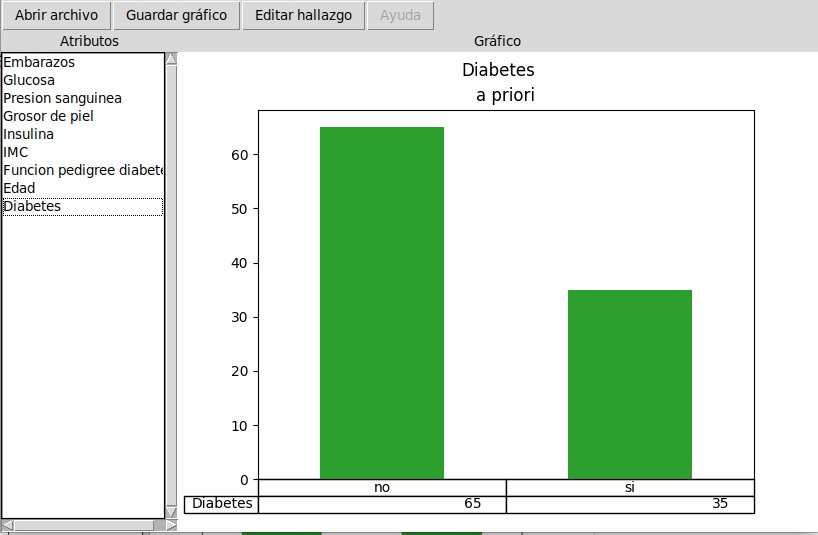 Abrir archivo Guardar gráfico Editar hallazgo Ayuda
Atributos
Gráfico
Embarazos
Glucosa
Presion sanguinea
Grosor de piel
Insulina
IMC
Funcion pedigree diabete
Edad
Diabetes
Diabetes
a priori
60
50
40
30
20
10
0
no si
Diabetes 65 35